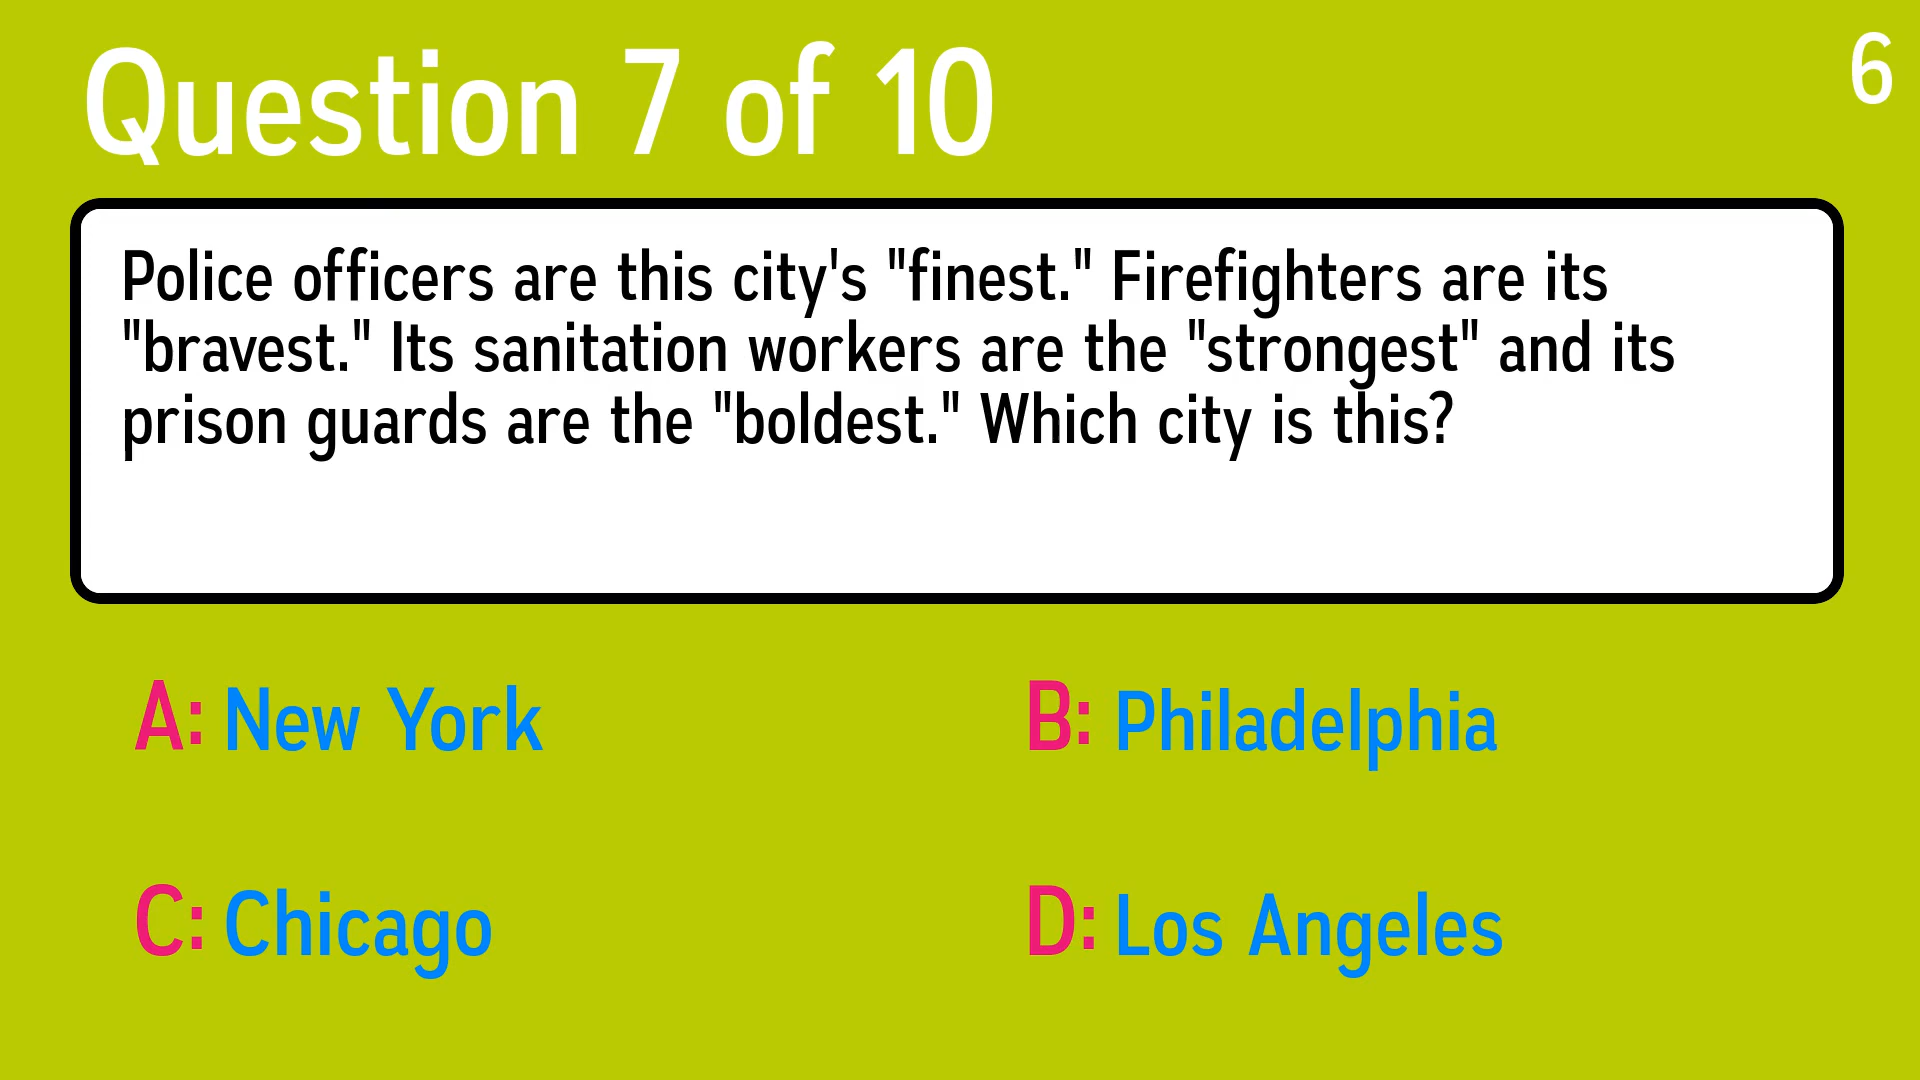 Question 7 of 10
6
Police officers are this city's "finest." Firefighters are its
"bravest." Its sanitation workers are the "strongest" and its
prison guards are the "boldest." Which city is this?
A: New York
B: Philadelphia
C: Chicago
D: Los Angeles